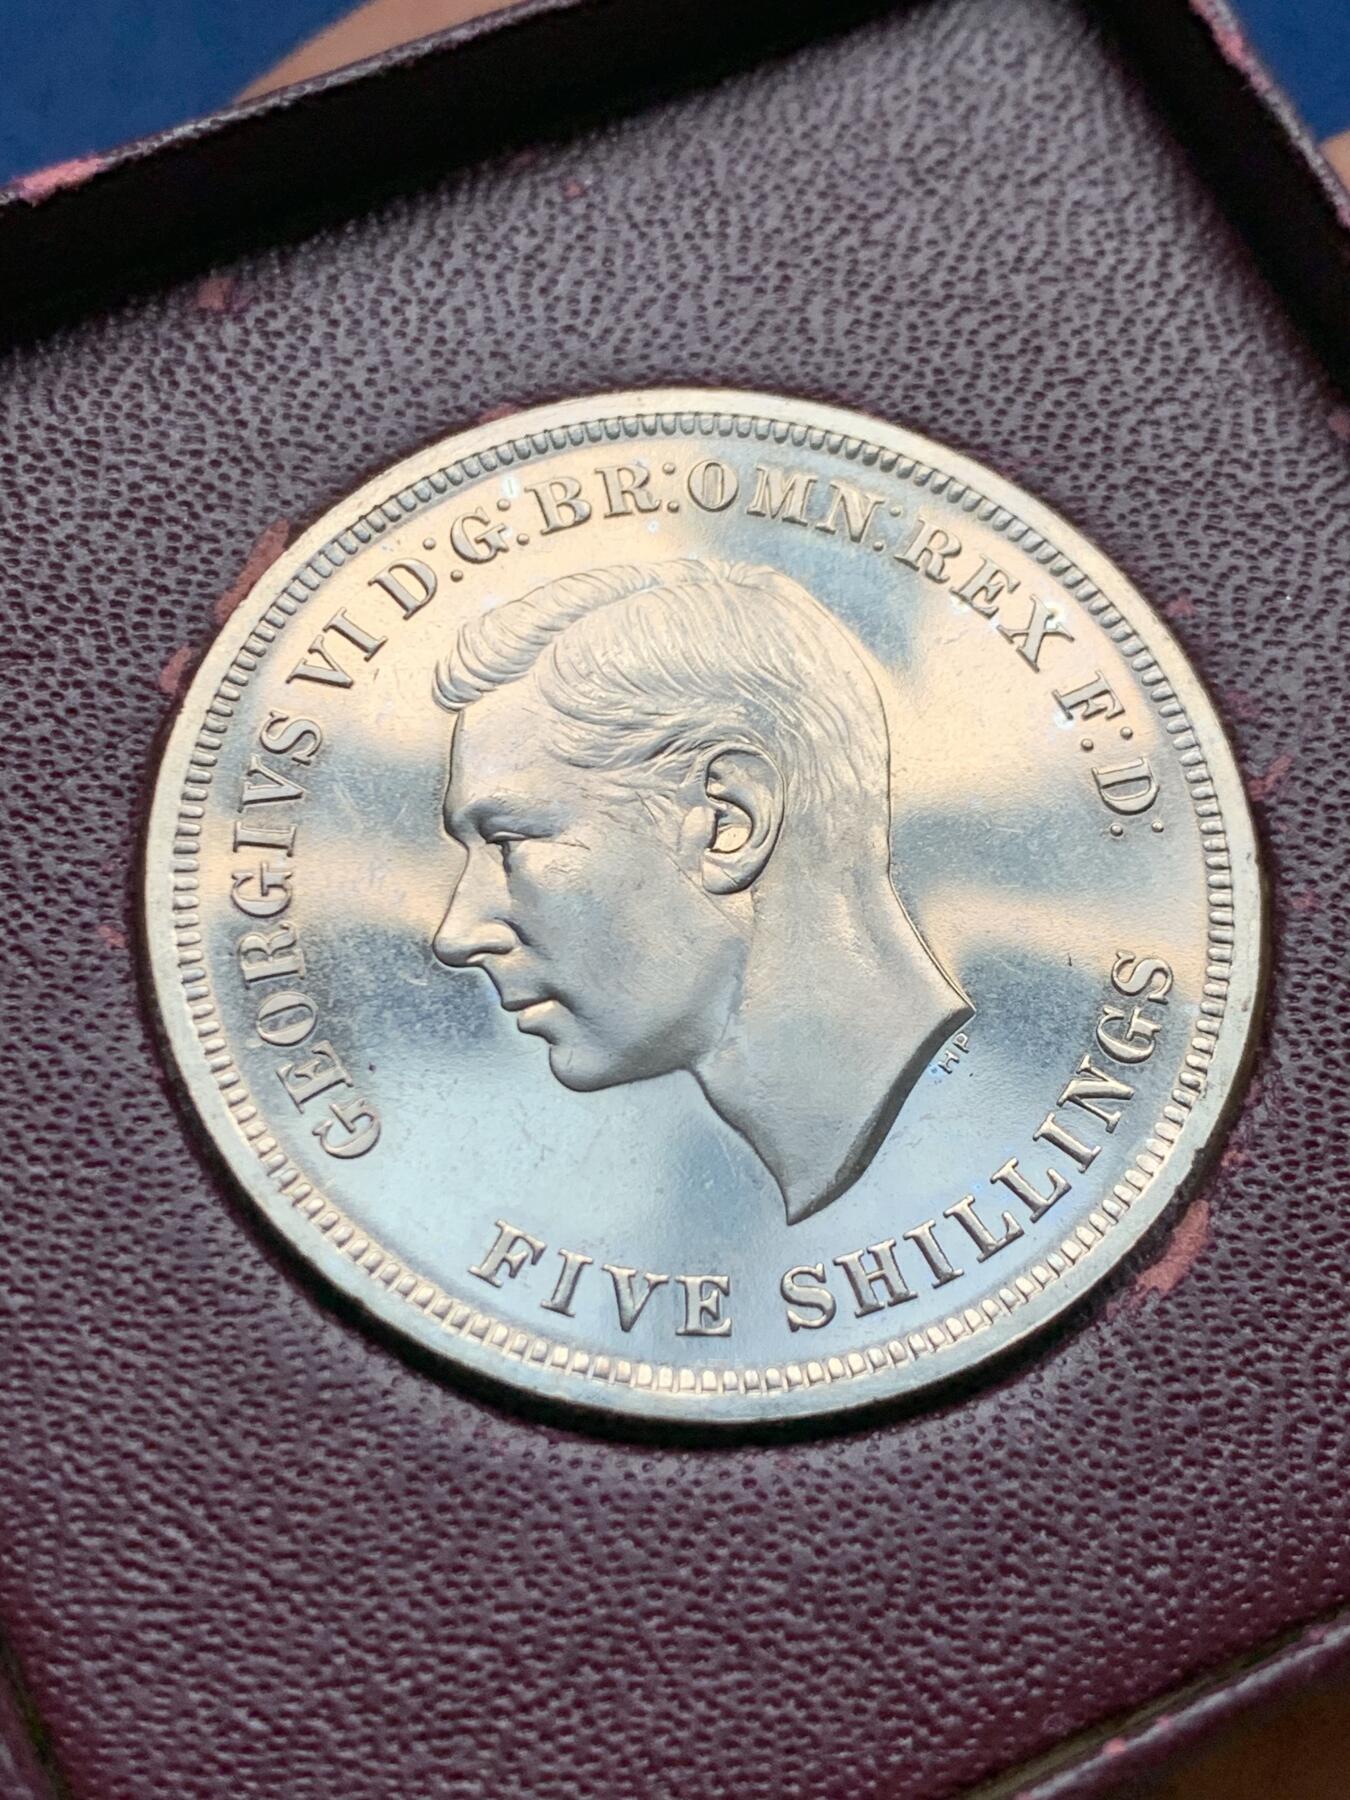 GEORGIVS VI D:G:BR:OMN:REX F:D:
FIVE SHILLINGS
HP